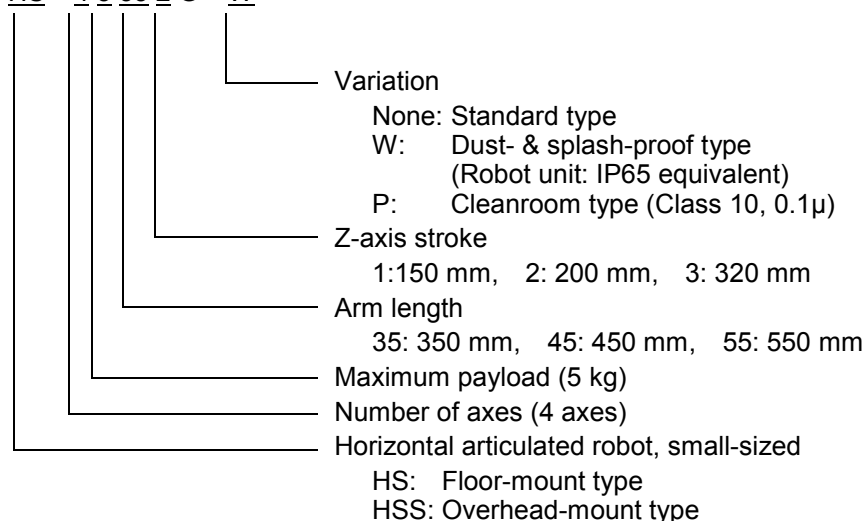 Variation
None: Standard type
W: Dust- & splash-proof type
(Robot unit: IP65 equivalent)
P: Cleanroom type (Class 10, 0.1µ)
Z-axis stroke
1:150 mm, 2: 200 mm, 3: 320 mm
Arm length
35: 350 mm, 45: 450 mm, 55: 550 mm
Maximum payload (5 kg)
Number of axes (4 axes)
Horizontal articulated robot, small-sized
HS: Floor-mount type
HSS: Overhead-mount type